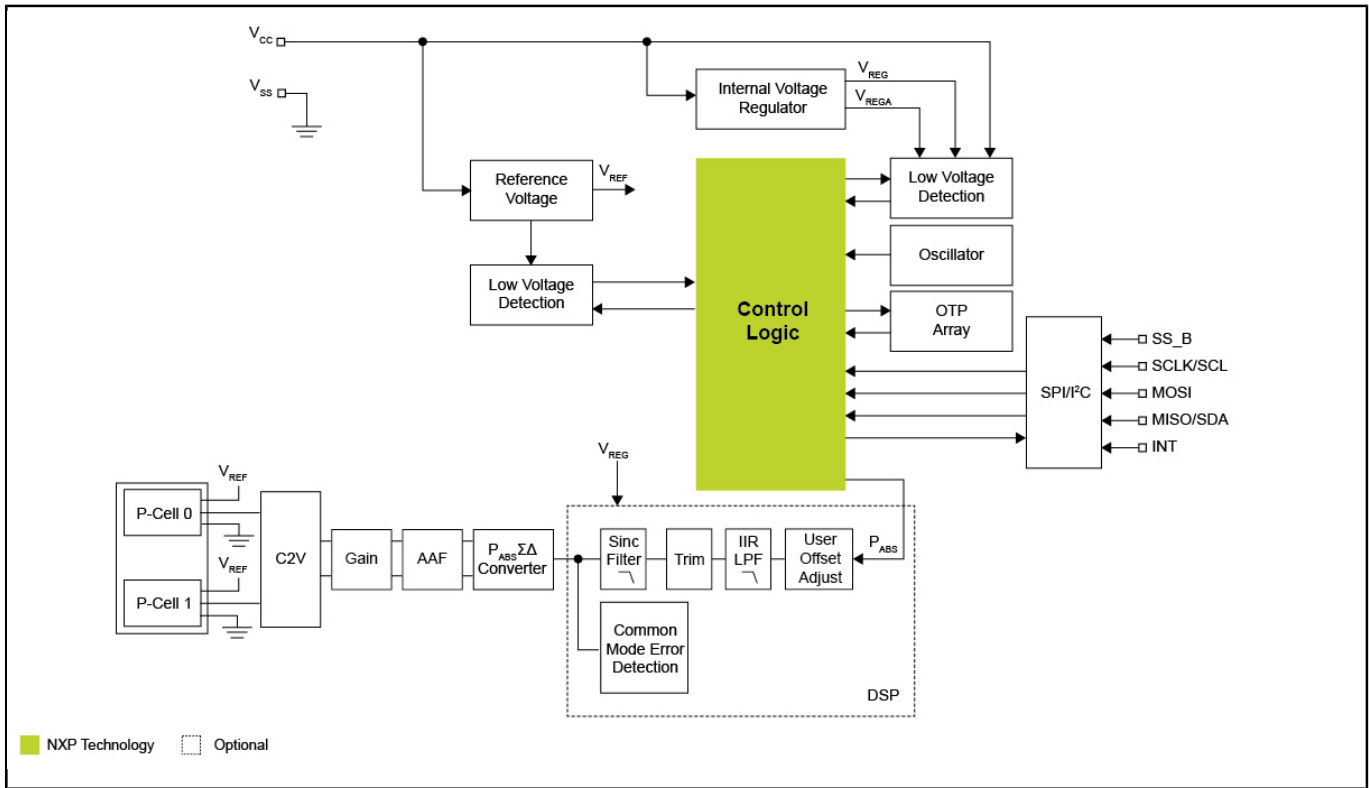 VCC
VSS
Internal Voltage
Regulator
VREG
VREGA
Reference
Voltage
VREF
Low Voltage
Detection
Low Voltage
Detection
Control
Logic
Oscillator
OTP
Array
SPI/I²C
SS_B
SCLK/SCL
MOSI
MISO/SDA
INT
P-Cell 0
VREF
P-Cell 1
VREF
C2V
Gain
AAF
PABSΣΔ
Converter
VREG
Sinc
Filter
Trim
IIR
LPF
User
Offset
Adjust
PABS
Common
Mode Error
Detection
DSP
NXP Technology
Optional